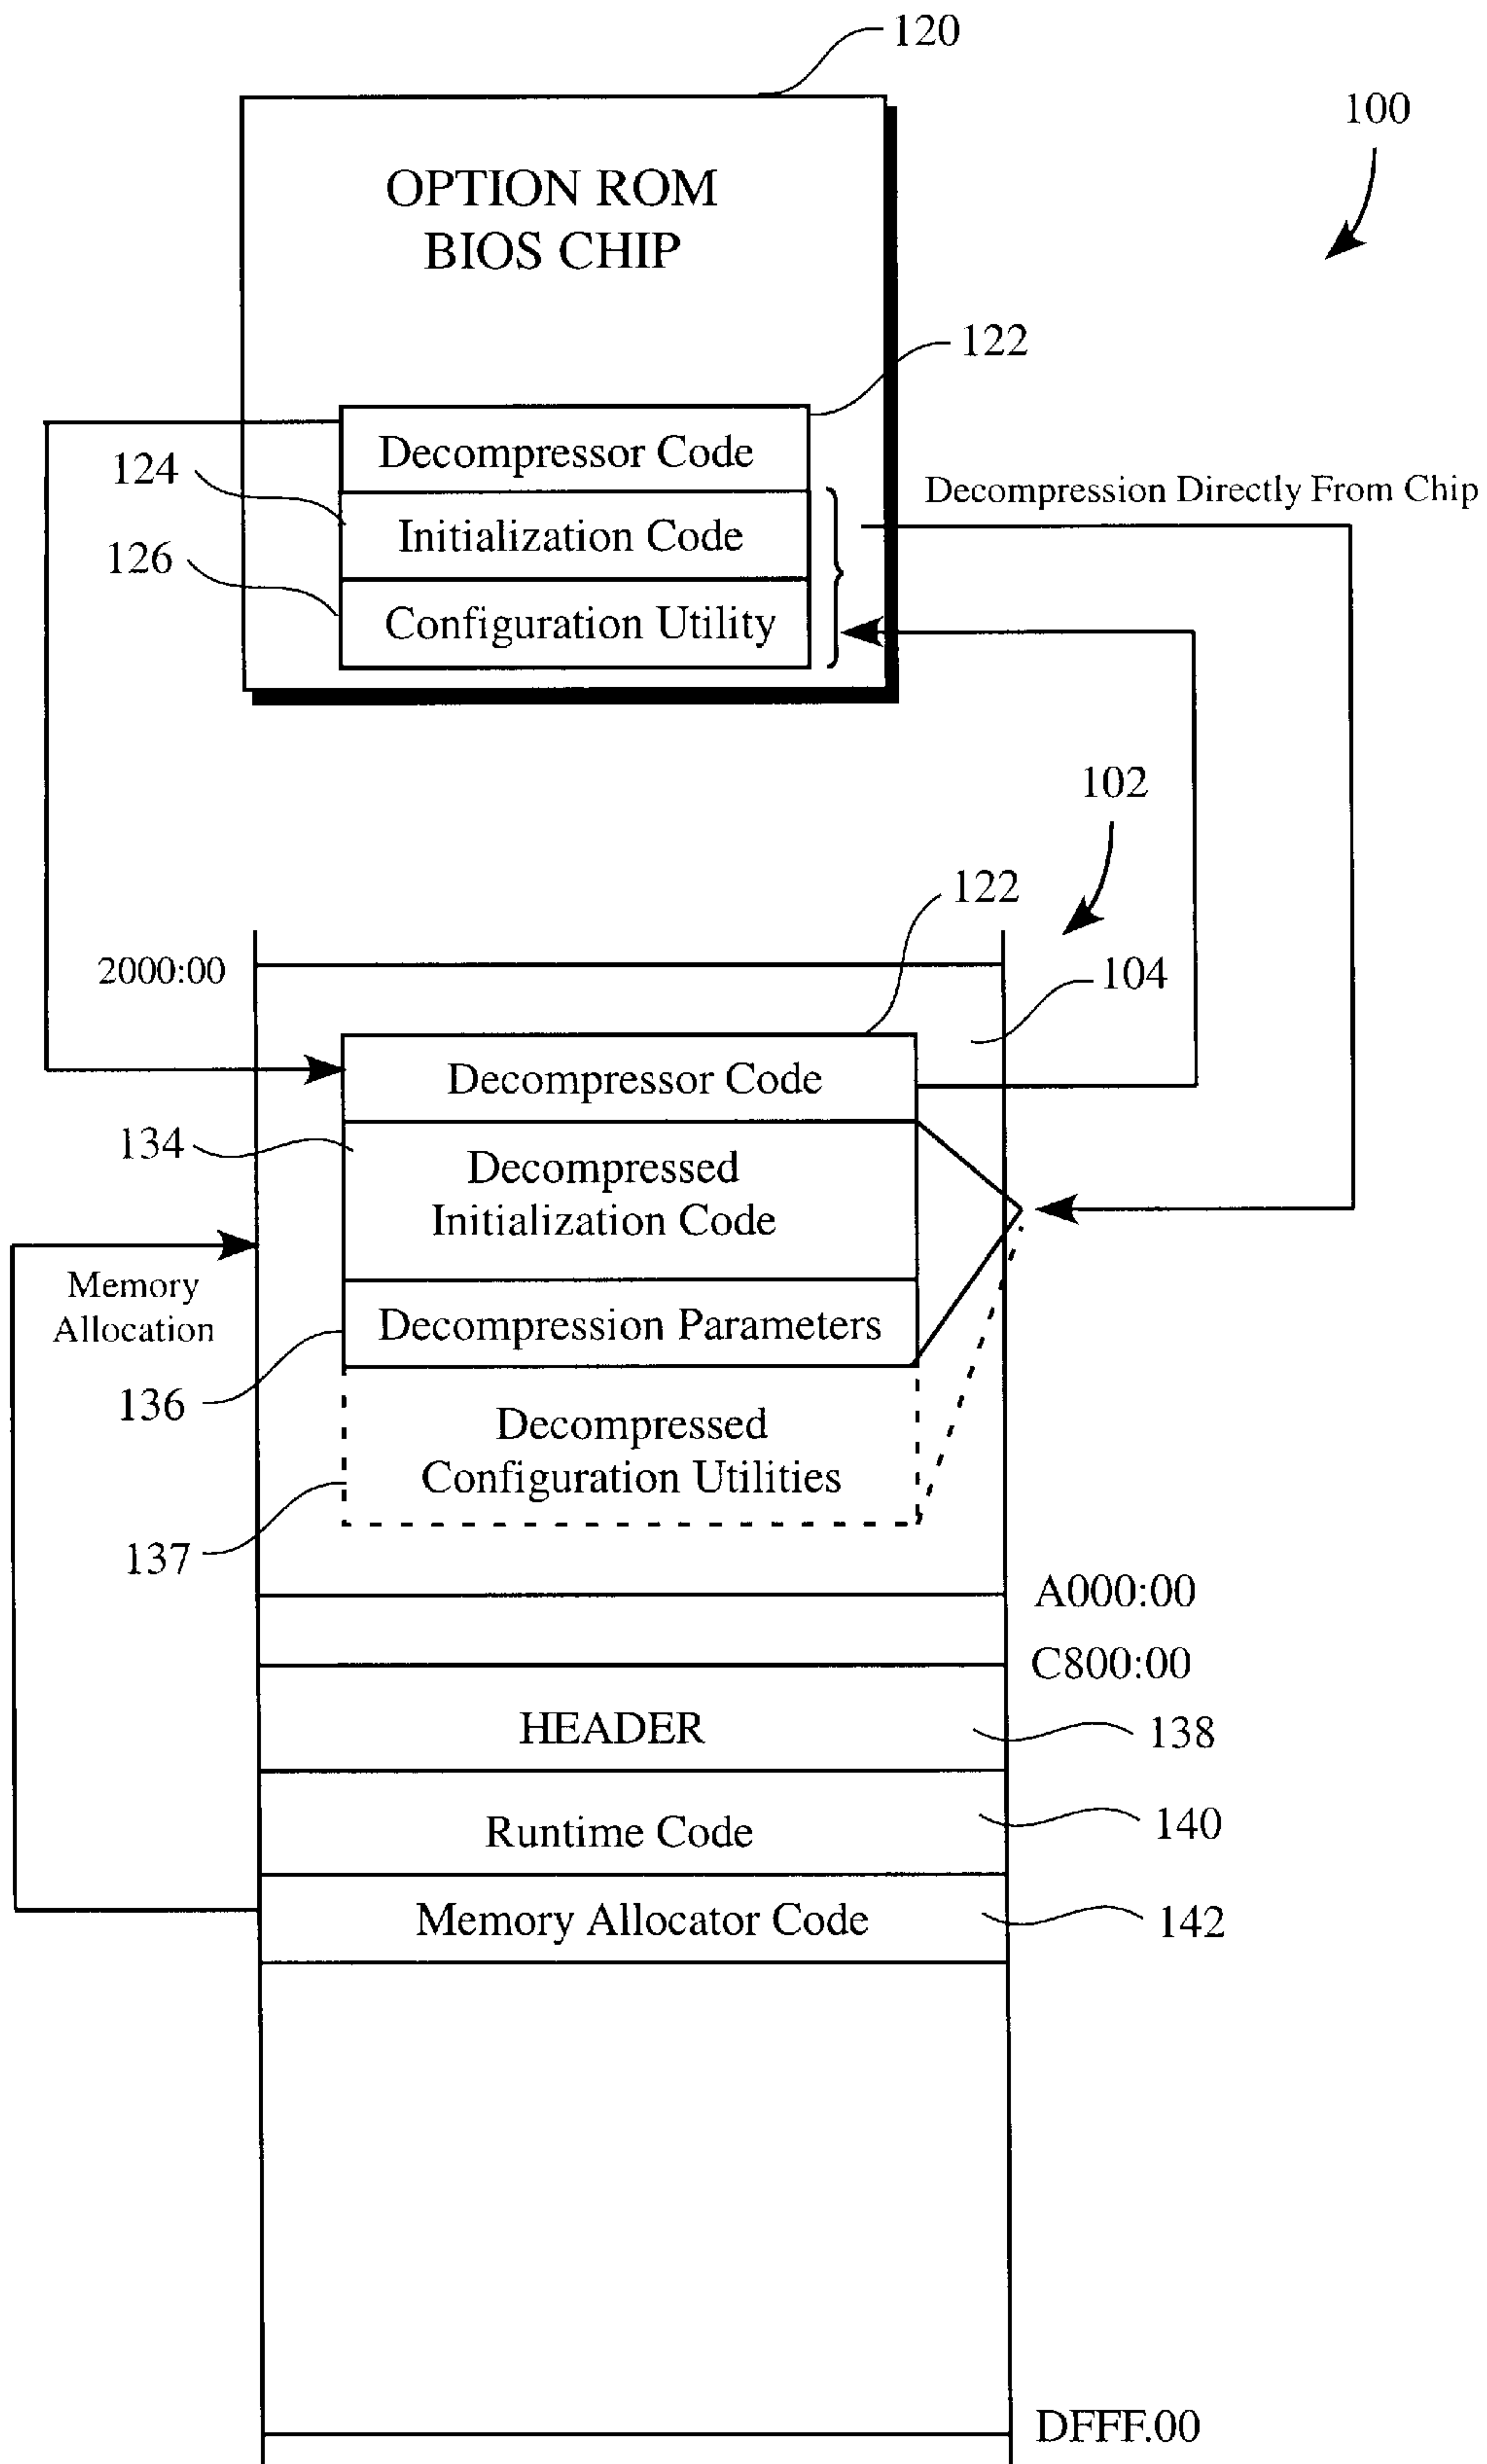 120
100
OPTION ROM
BIOS CHIP
122
Decompressor Code
124
Decompression Directly From Chip
Initialization Code
126
Configuration Utility
102
122
2000:00
104
Decompressor Code
134
Decompressed
Initialization Code
Memory
Allocation
Decompression Parameters
136
Decompressed
Configuration Utilities
137
A000:00
C800:00
HEADER
138
Runtime Code
140
Memory Allocator Code
142
DFFF.00